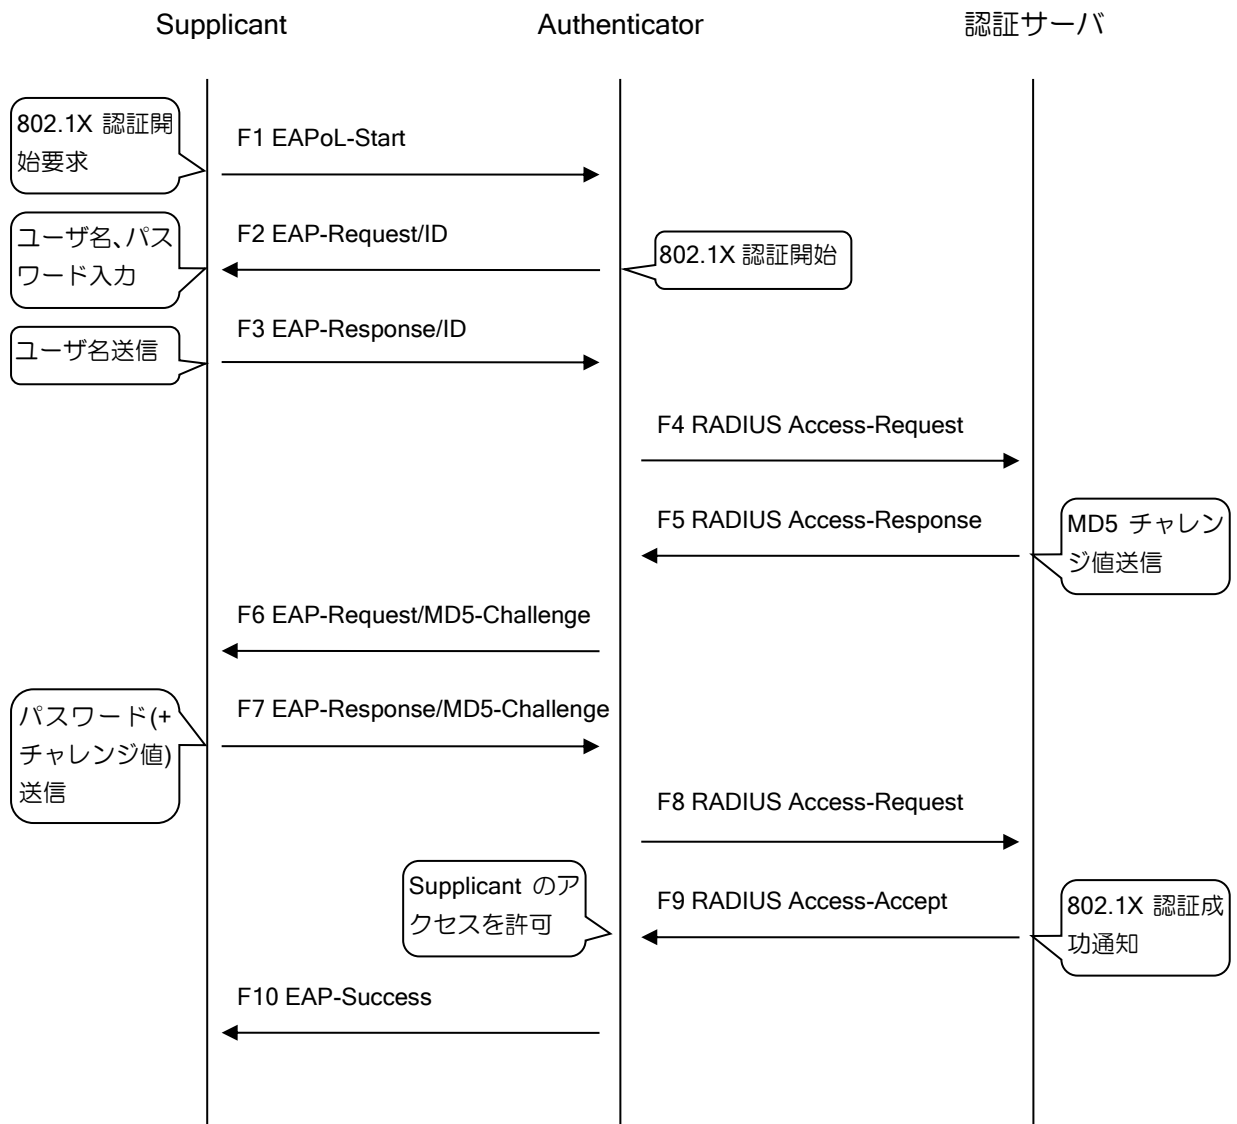 Supplicant
Authenticator
認証サーバ
802.1X 認証開
始要求
F1 EAPoL-Start
ユーザ名、パス
ワード入力
F2 EAP-Request/ID
802.1X 認証開始
ユーザ名送信
F3 EAP-Response/ID
F4 RADIUS Access-Request
F5 RADIUS Access-Response
MD5 チャレン
ジ値送信
F6 EAP-Request/MD5-Challenge
パスワード(+
チャレンジ値)
送信
F7 EAP-Response/MD5-Challenge
F8 RADIUS Access-Request
Supplicant のア
クセスを許可
F9 RADIUS Access-Accept
802.1X 認証成
功通知
F10 EAP-Success